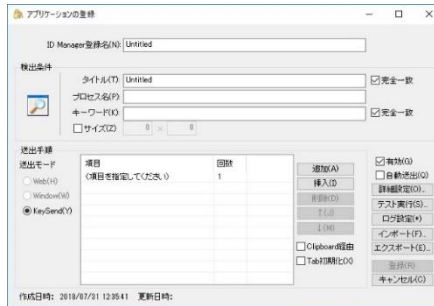 アプリケーションの登録
ID Manager登録名(N): Untitled
検出条件
タイトル(T) Untitled
完全一致
プロセス名(P)
キーワード(K)
完全一致
サイズ(Z) 0 × 0
送出手順
送出モード
Web(H)
Window(W)
KeySend(Y)
項目 回数
(項目を指定してください) 1
追加(A)
挿入(I)
削除(D)
↑(J)
↓(M)
Clipboard経由
Tab初期化(X)
有効(G)
自動送出(Q)
詳細設定(O)..
テスト実行(S)..
ログ設定(*)
インポート(F)..
エクスポート(E)..
登録(R)
キャンセル(C)
作成日時: 2018/07/31 12:35:41 更新日時: